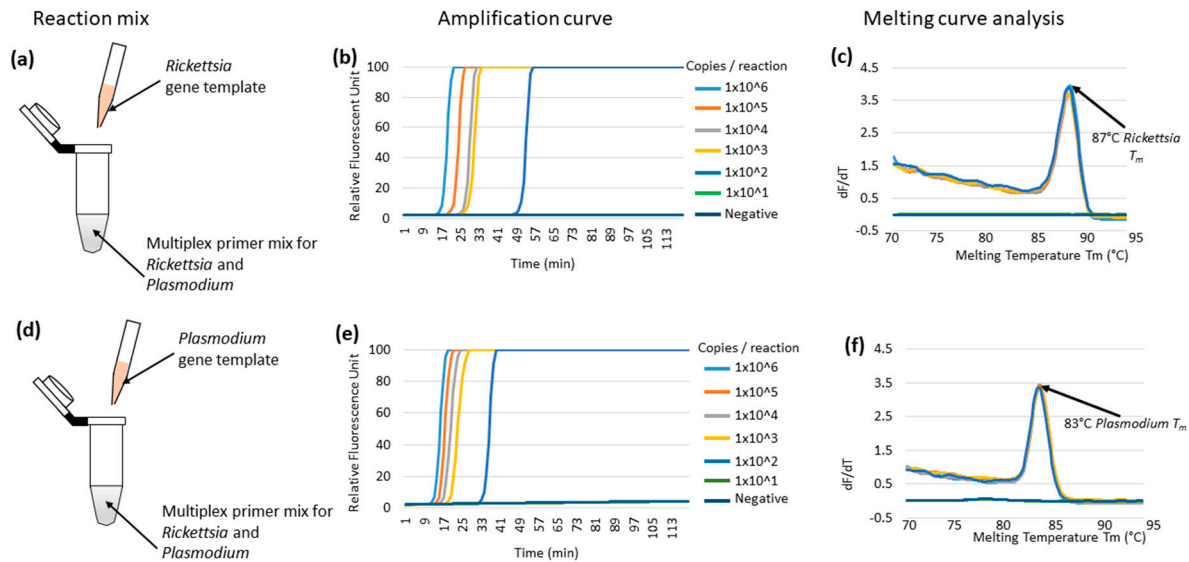 Reaction mix
Amplification curve
Melting curve analysis
(a)
Rickettsia
gene template
Multiplex primer mix for
Rickettsia and
Plasmodium
(b)
Relative Fluorescent Unit
100
80
60
40
20
0
1 9 17 25 33 41 49 57 65 73 81 89 97 105 113
Time (min)
Copies / reaction
1x10^6
1x10^5
1x10^4
1x10^3
1x10^2
1x10^1
Negative
(c)
dF/dT
4.5
3.5
2.5
1.5
0.5
-0.5
70 75 80 85 90 95
Melting Temperature Tm (°C)
87°C Rickettsia
Tm
(d)
Plasmodium
gene template
Multiplex primer mix for
Rickettsia and
Plasmodium
(e)
Relative Fluorescence Unit
100
80
60
40
20
0
1 9 17 25 33 41 49 57 65 73 81 89 97 105 113
Time (min)
Copies / reaction
1x10^6
1x10^5
1x10^4
1x10^3
1x10^2
1x10^1
Negative
(f)
dF/dT
4.5
3.5
2.5
1.5
0.5
-0.5
70 75 80 85 90 95
Melting Temperature Tm (°C)
83°C Plasmodium Tm